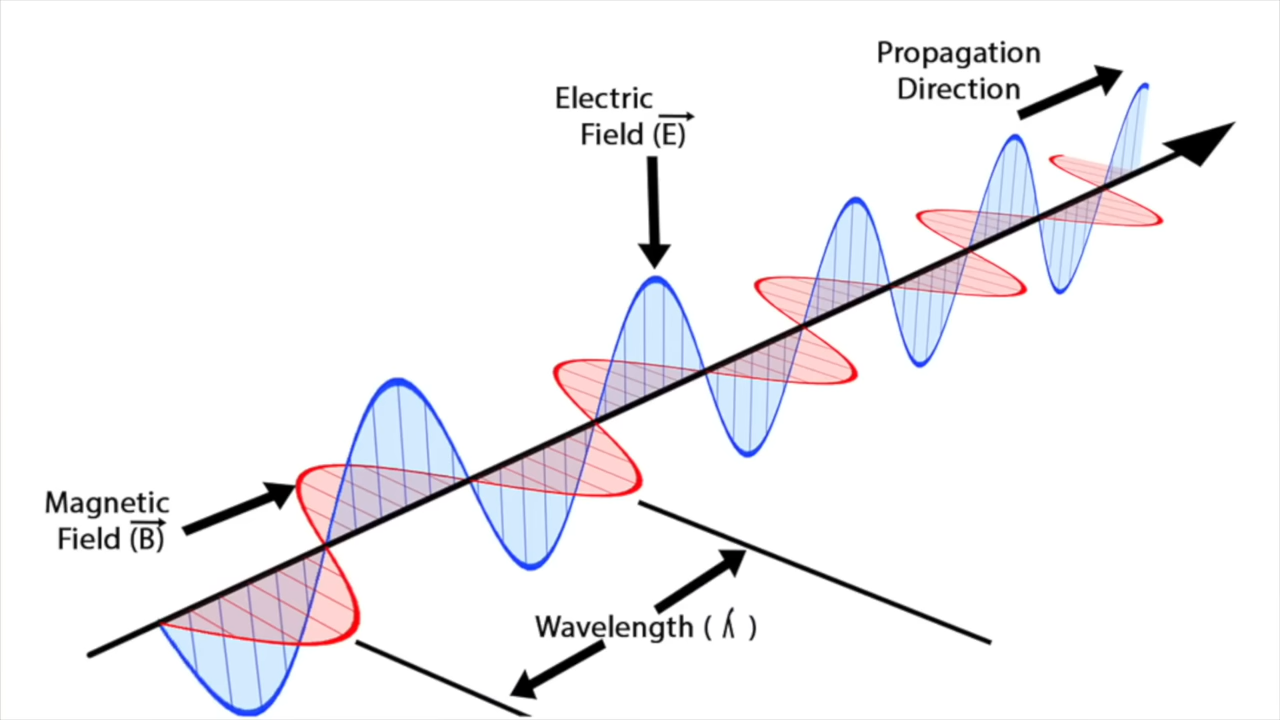 Propagation
Direction
Electric
Field (E)
Magnetic
Field (B)
Wavelength ( λ )